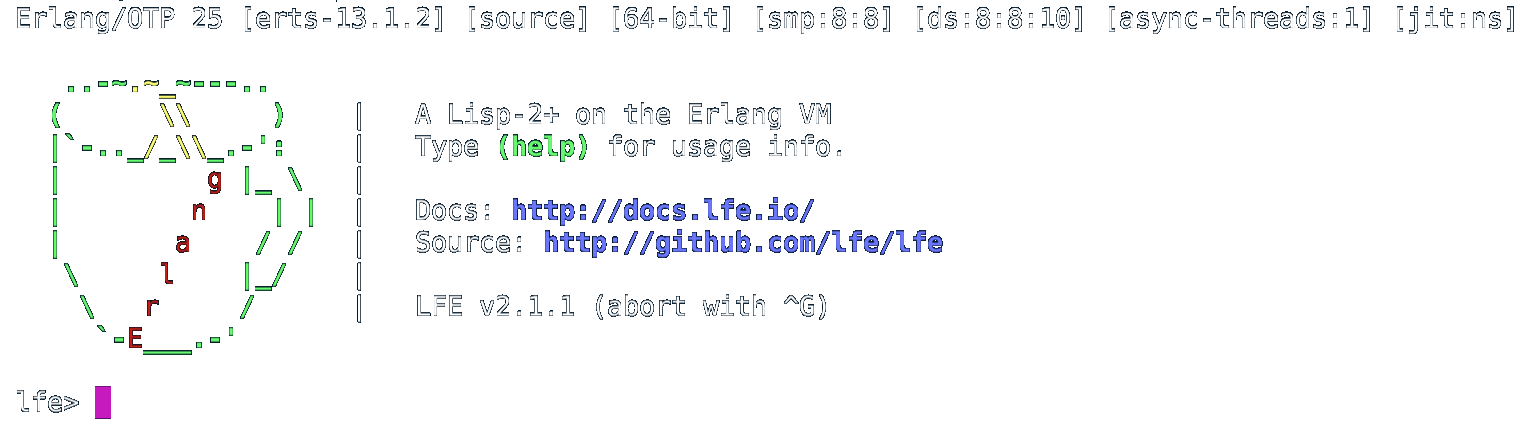 Erlang/OTP 25 [erts-13.1.2] [source] [64-bit] [smp:8:8] [ds:8:8:10] [async-threads:1] [jit:ns]
   ..-~.~_~---..
  (      \\     )    |   A Lisp-2+ on the Erlang VM
  |`-.._/_\\_.-':    |   Type (help) for usage info.
  |         g |_ \   |
  |        n    | |  |   Docs: http://docs.lfe.io/
  |       a    / /   |   Source: http://github.com/lfe/lfe
   \     l    |_/    |
    \   r     /      |   LFE v2.1.1 (abort with ^G)
     `-E___.-'
lfe>